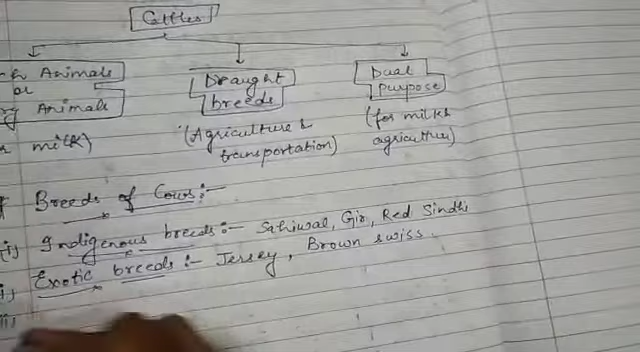 Cattles
Animals
or
Animals
milk)
Draught
breeds
(Agriculture &
transportation)
Dual
purpose
(for milk &
agriculture)
Breeds of Cows:-
(i) Indigenous breeds:- Sahiwal, Gir, Red Sindhi
Exotic breeds:- Jersey, Brown swiss.